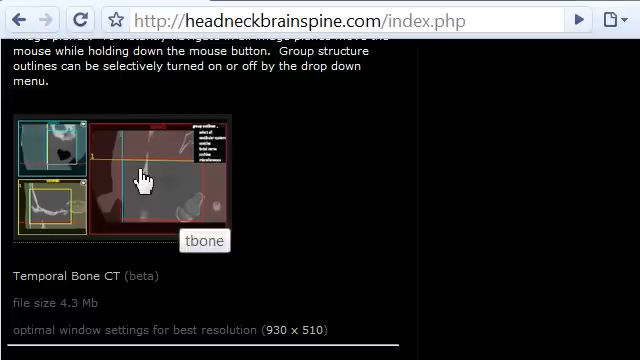 http://headneckbrainspine.com/index.php
mouse while holding down the mouse button. Group structure
outlines can be selectively turned on or off by the drop down
menu.
tbone
Temporal Bone CT (beta)
file size 4.3 Mb
optimal window settings for best resolution (930 x 510)